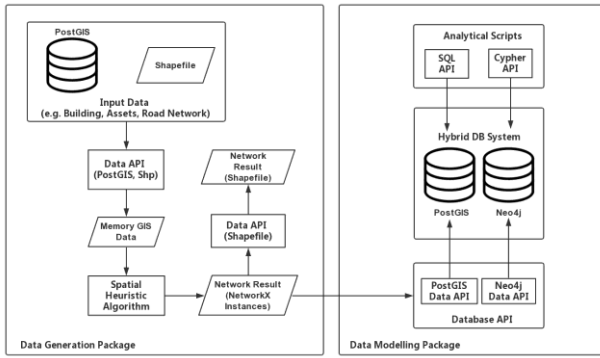 PostGIS
Shapefile
Input Data
(e.g. Building, Assets, Road Network)
Data API
(PostGIS, Shp)
Memory GIS
Data
Spatial
Heuristic
Algorithm
Network
Result
(Shapefile)
Data API
(Shapefile)
Network Result
(NetworkX
Instances)
Data Generation Package
Analytical Scripts
SQL
API
Cypher
API
Hybrid DB System
PostGIS
Neo4j
PostGIS
Data API
Neo4j
Data API
Database API
Data Modelling Package